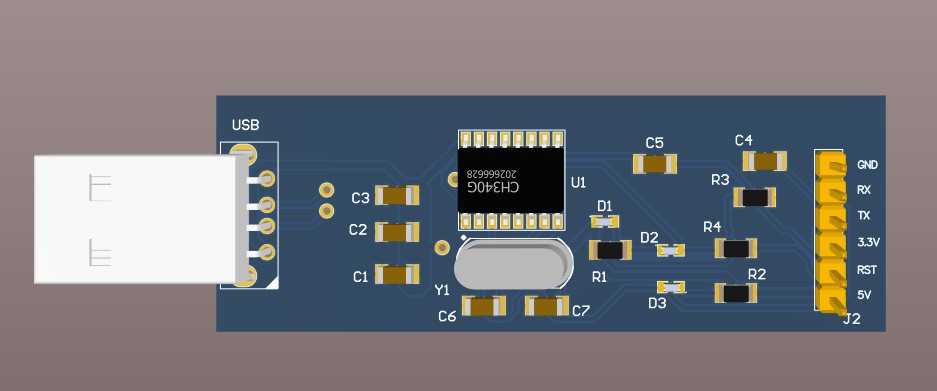 USB
C5
C4
GND
R3
RX
CH340G
202666628
U1
C3
D1
TX
C2
R4
D2
3.3V
R1
RST
C1
R2
Y1
5V
D3
C6
C7
J2